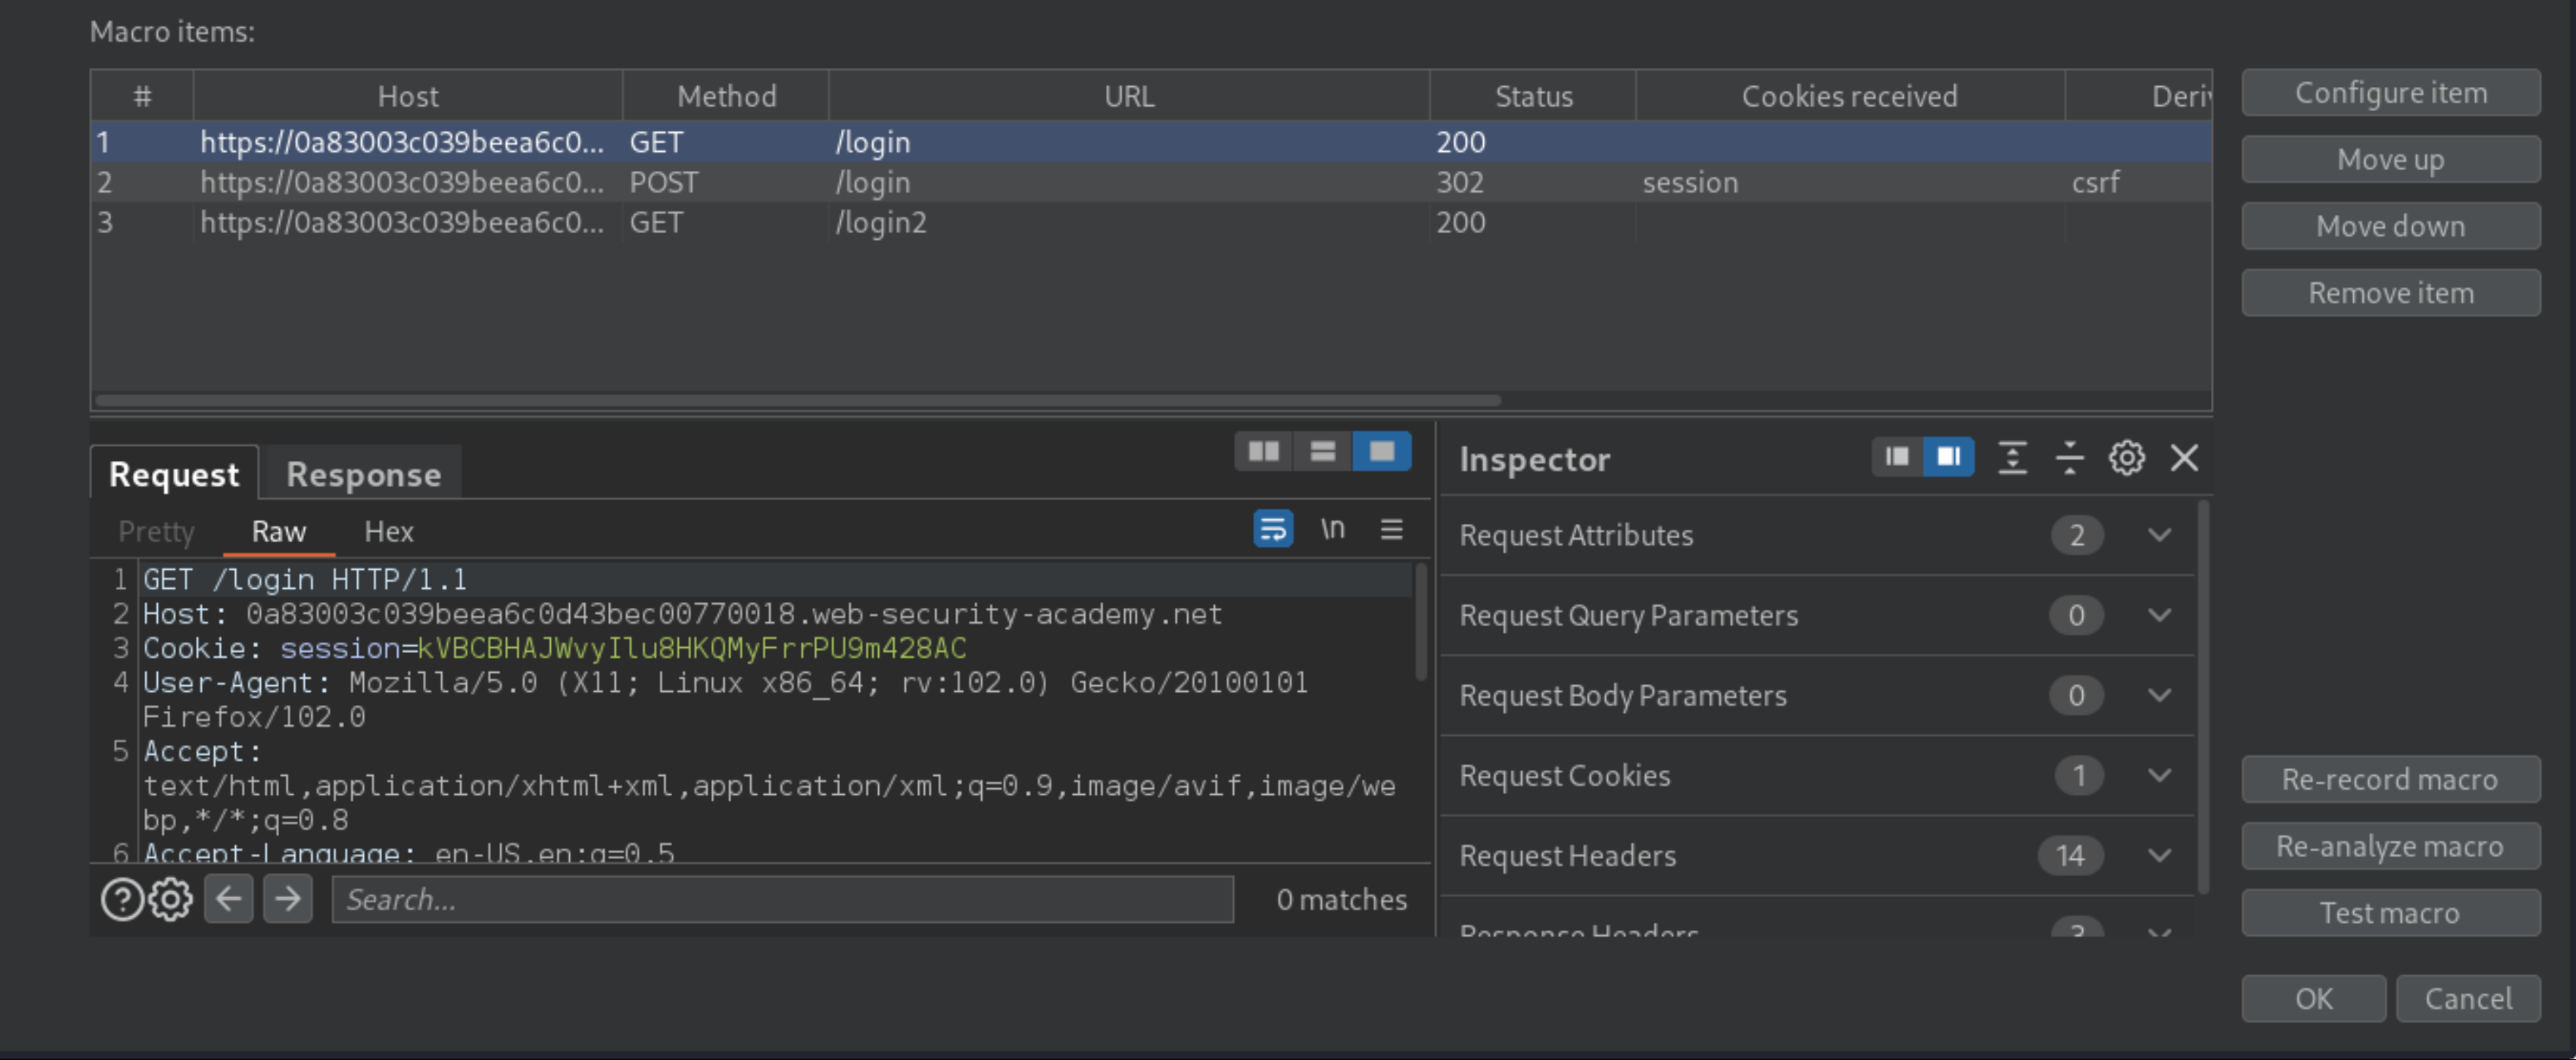 Macro items:
# Host Method URL Status Cookies received Deri
1 https://0a83003c039beea6c0... GET /login 200
2 https://0a83003c039beea6c0... POST /login 302 session csrf
3 https://0a83003c039beea6c0... GET /login2 200
Configure item
Move up
Move down
Remove item
Request Response
Pretty Raw Hex \n
1 GET /login HTTP/1.1
2 Host: 0a83003c039beea6c0d43bec00770018.web-security-academy.net
3 Cookie: session=kVBCBHAJWvyIlu8HKQMyFrrPU9m428AC
4 User-Agent: Mozilla/5.0 (X11; Linux x86_64; rv:102.0) Gecko/20100101
Firefox/102.0
5 Accept:
text/html,application/xhtml+xml,application/xml;q=0.9,image/avif,image/we
bp,*/*;q=0.8
6 Accept-Language: en-US,en;q=0.5
Search... 0 matches
Inspector
Request Attributes 2
Request Query Parameters 0
Request Body Parameters 0
Request Cookies 1
Request Headers 14
Response Headers 3
Re-record macro
Re-analyze macro
Test macro
OK Cancel